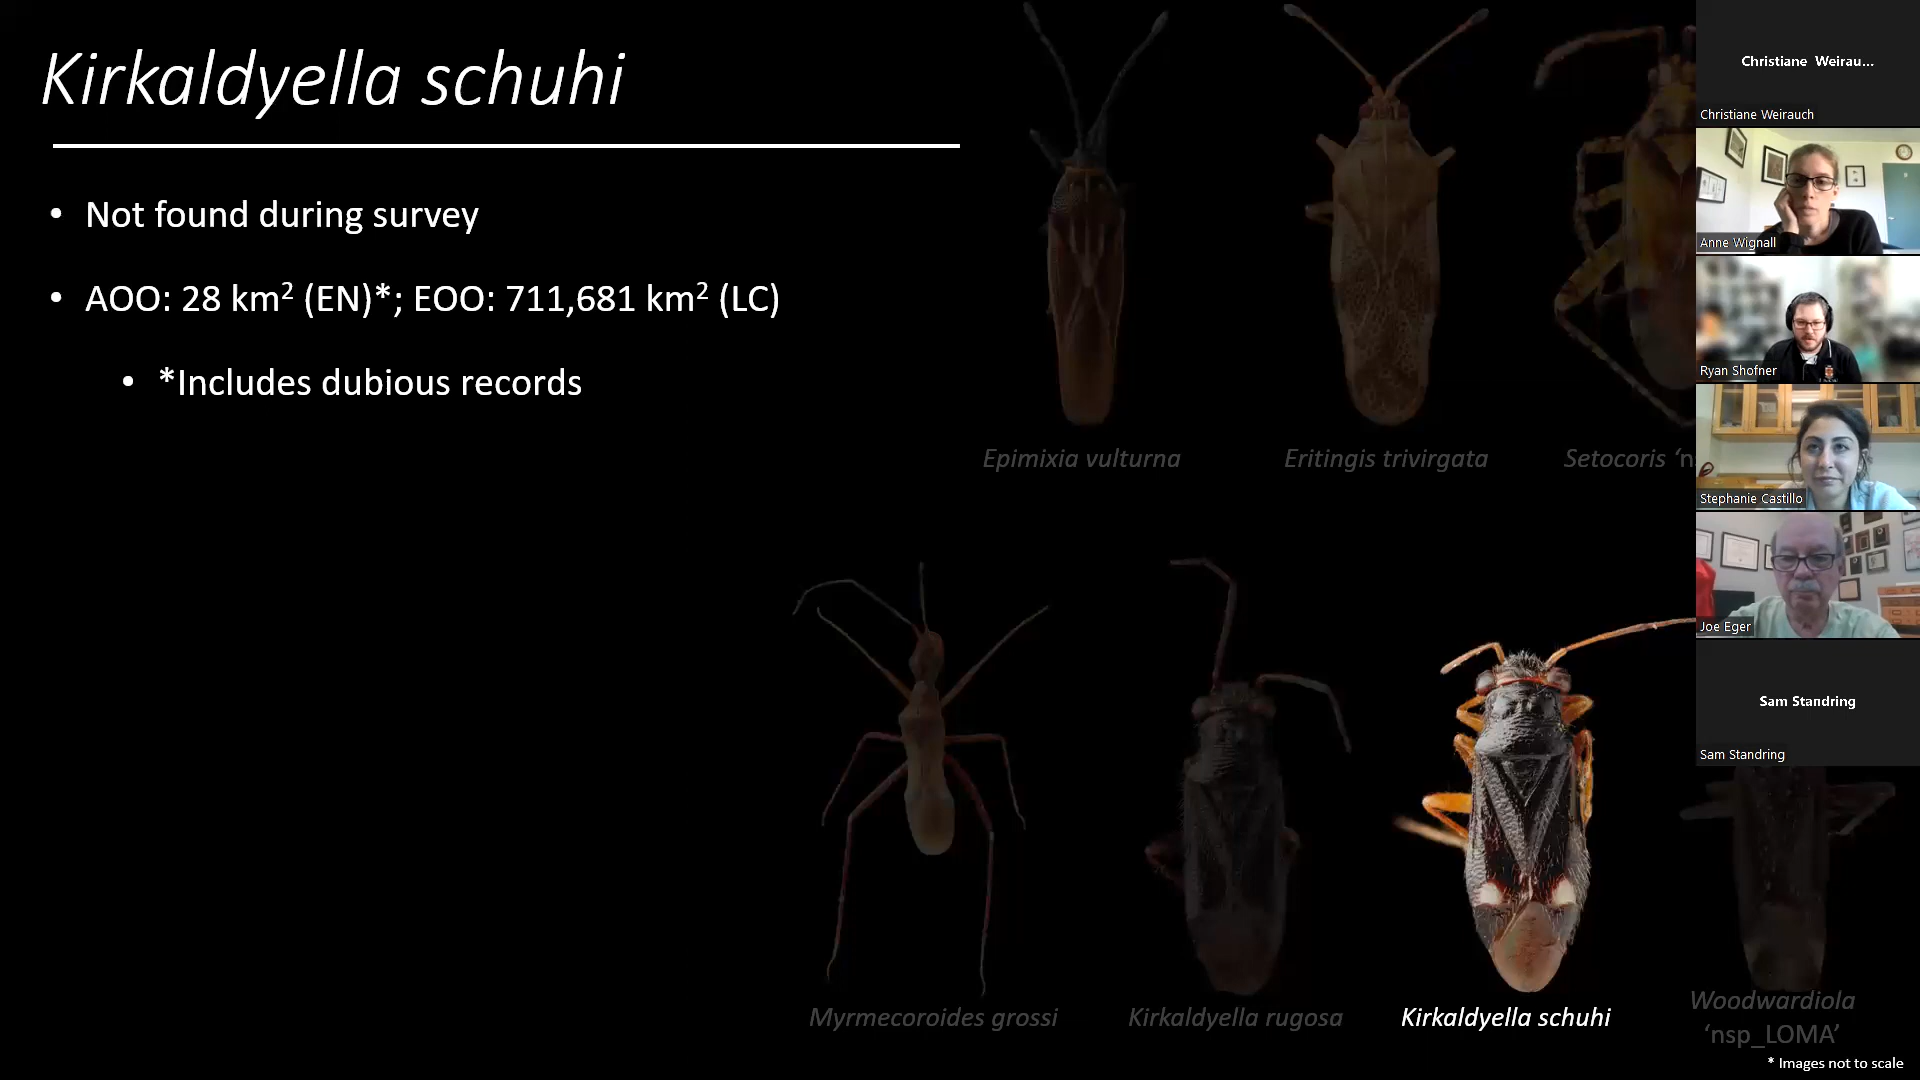 Kirkaldyella schuhi
• Not found during survey
• AOO: 28 km² (EN)*; EOO: 711,681 km² (LC)
• *Includes dubious records
Epimixia vulturna
Eritingis trivirgata
Setocoris ‘n
Myrmecoroides grossi
Kirkaldyella rugosa
Kirkaldyella schuhi
Woodwardiola
‘nsp_LOMA’
* Images not to scale
Christiane Weirau...
Christiane Weirauch
Anne Wignall
Ryan Shofner
Stephanie Castillo
Joe Eger
Sam Standring
Sam Standring